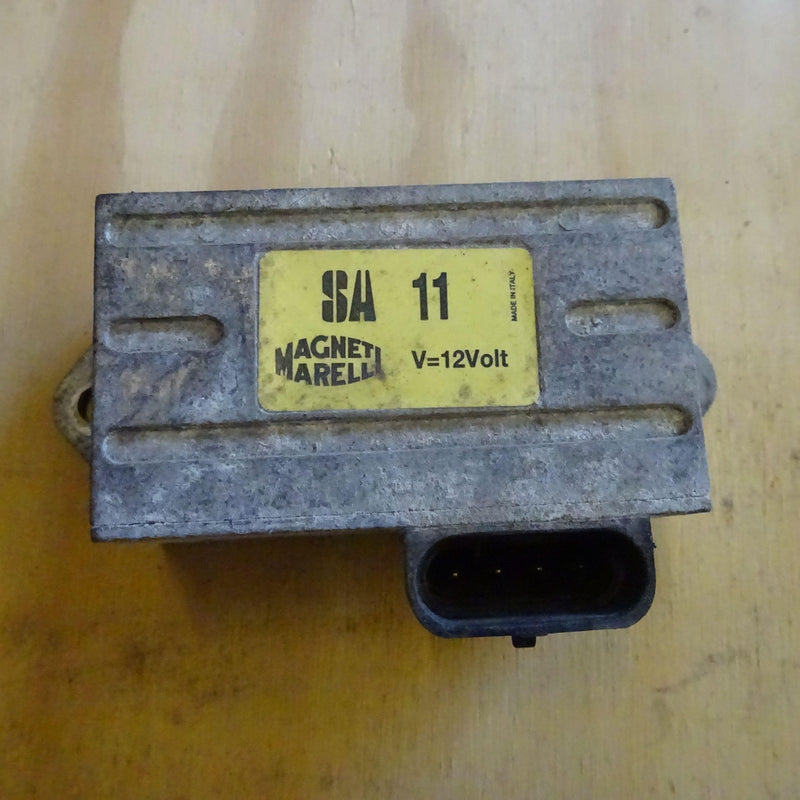 SA 11
MADE IN ITALY
MAGNETI
MARELLI
V=12Volt